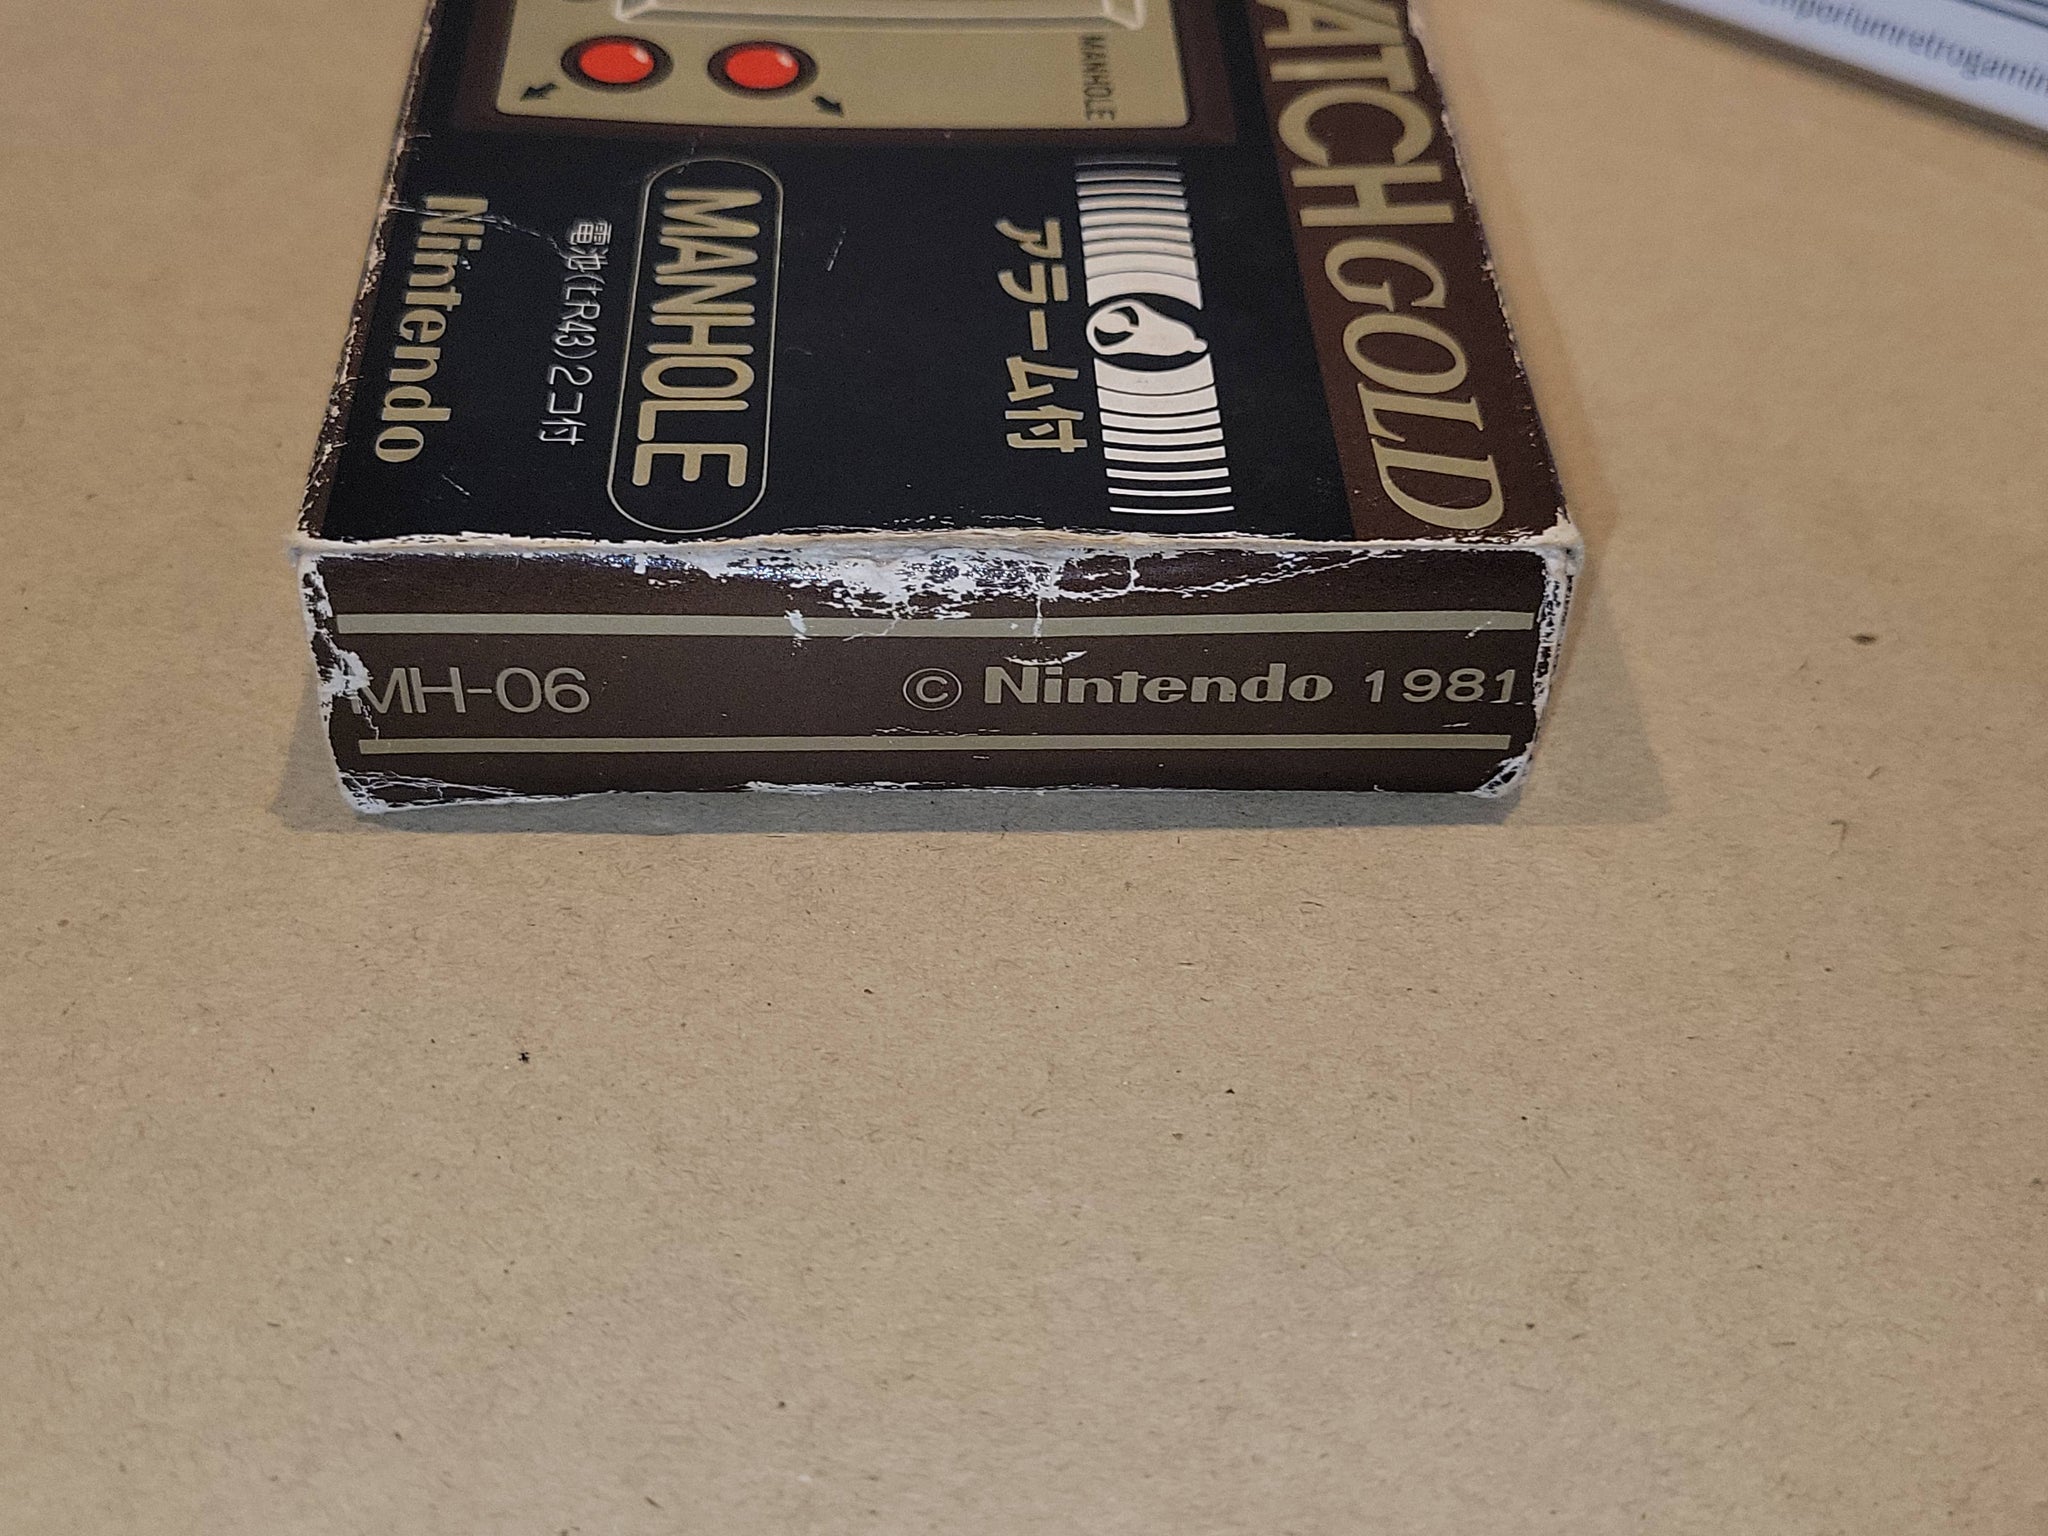 ATCH GOLD
MANHOLE
アラーム付
MANHOLE
電池(LR43)2コ付
Nintendo
MH-06
© Nintendo 1981
emporiumretrogamin